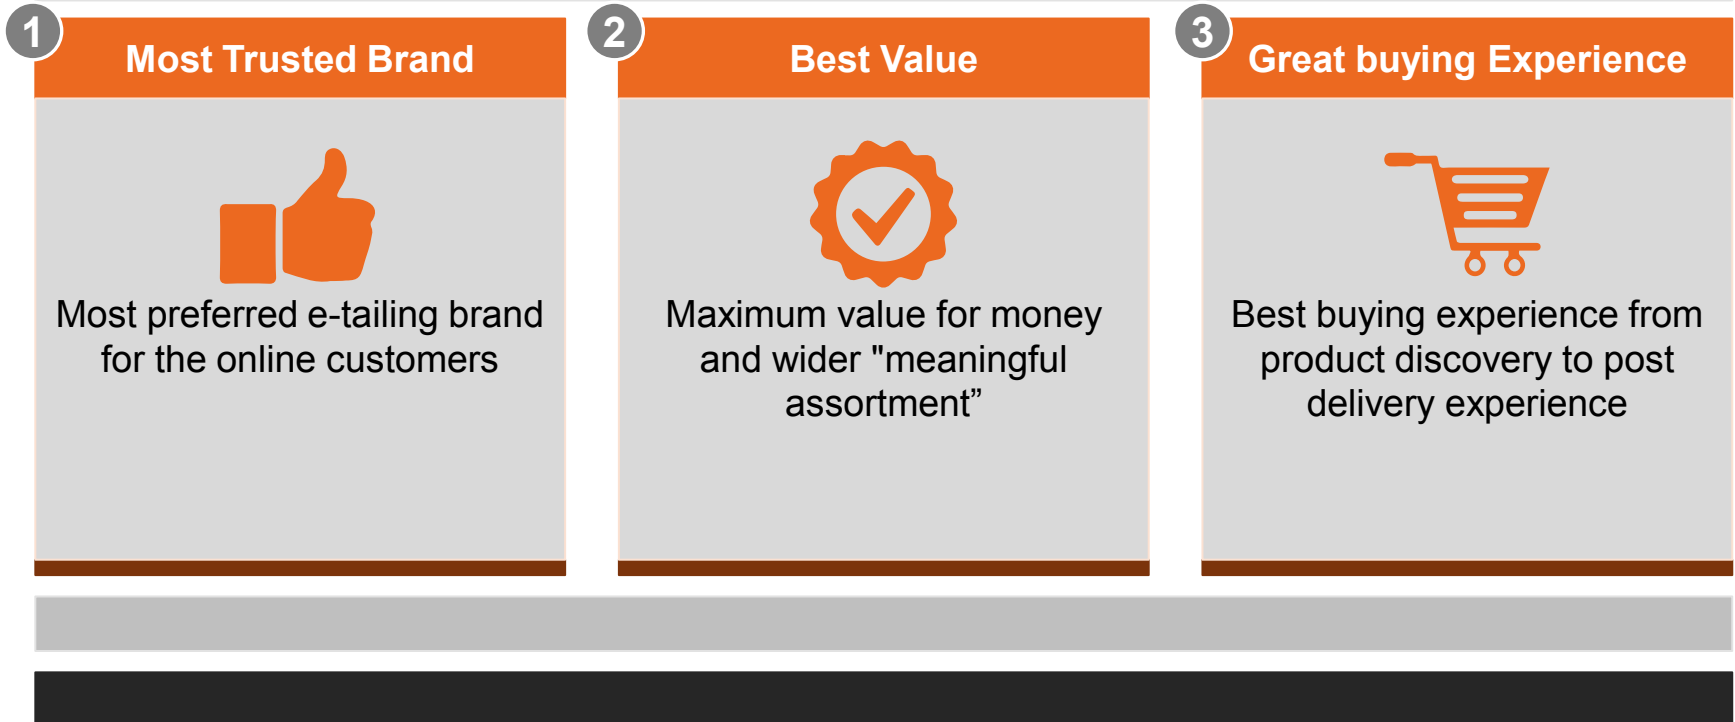 1
Most Trusted Brand
Most preferred e-tailing brand
for the online customers
2
Best Value
Maximum value for money
and wider "meaningful
assortment”
3
Great buying Experience
Best buying experience from
product discovery to post
delivery experience